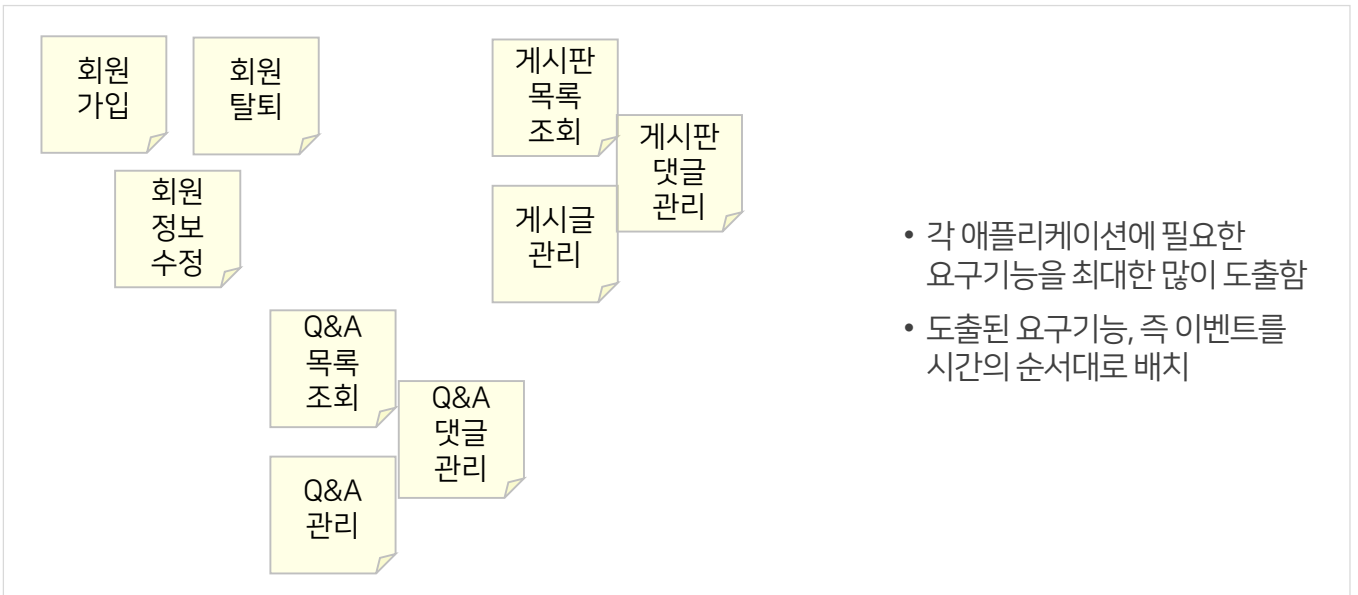 회원
가입
회원
탈퇴
회원
정보
수정
게시판
목록
조회
게시판
댓글
관리
게시글
관리
Q&A
목록
조회
Q&A
댓글
관리
Q&A
관리
• 각 애플리케이션에 필요한
요구기능을 최대한 많이 도출함
• 도출된 요구기능, 즉 이벤트를
시간의 순서대로 배치